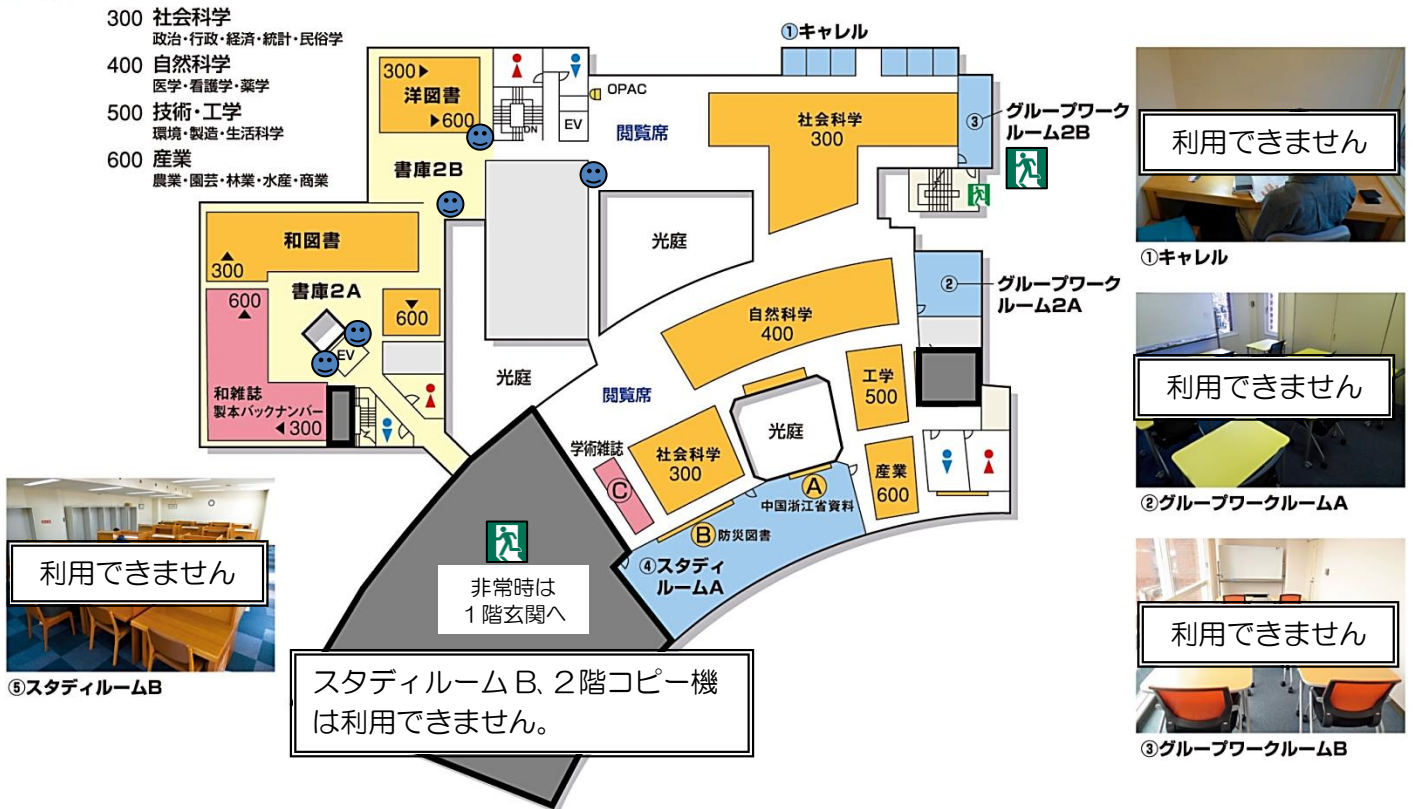 300 社会科学
政治・行政・経済・統計・民俗学
400 自然科学
医学・看護学・薬学
500 技術・工学
環境・製造・生活科学
600 産業
農業・園芸・林業・水産・商業
300▶
洋図書
▶600
DN
EV
OPAC
閲覧席
①キャレル
社会科学
300
③
グループワーク
ルーム2B
書庫2B
和図書
▲
300
書庫2A
600
▲
▼
600
EV
和雑誌
製本バックナンバー
◀300
光庭
光庭
②
グループワーク
ルーム2A
自然科学
400
閲覧席
工学
500
光庭
学術雑誌
Ⓒ
社会科学
300
産業
600
Ⓐ
中国浙江省資料
Ⓑ防災図書
④スタディ
ルームA
非常時は
1階玄関へ
スタディルームB、2階コピー機
は利用できません。
利用できません
⑤スタディルームB
利用できません
①キャレル
利用できません
②グループワークルームA
利用できません
③グループワークルームB